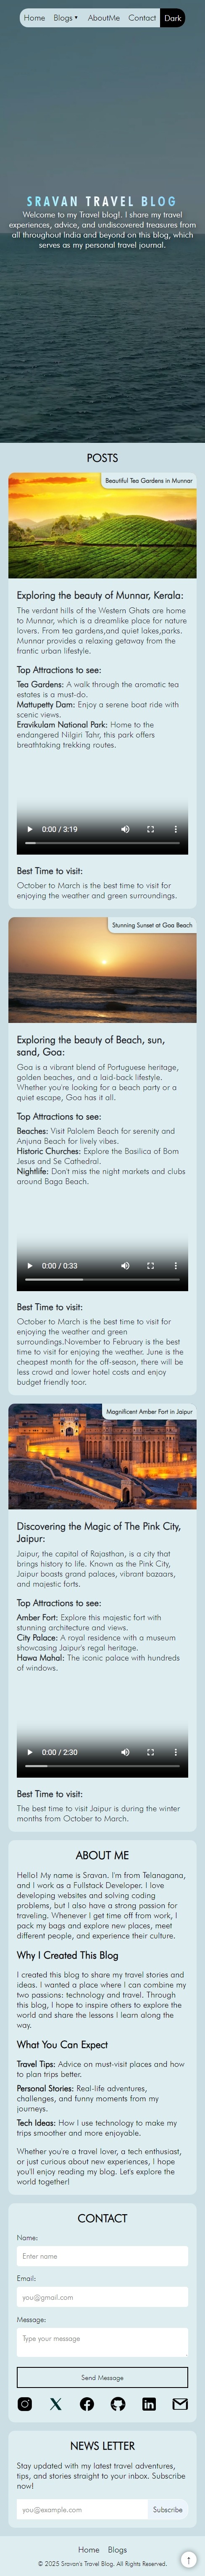 Home Blogs ▾ AboutMe Contact Dark
SRAVAN TRAVEL BLOG
Welcome to my Travel blog!. I share my travel
experiences, advice, and undiscovered treasures from
all throughout India and beyond on this blog, which
serves as my personal travel journal.
POSTS
Beautiful Tea Gardens in Munnar
Exploring the beauty of Munnar, Kerala:
The verdant hills of the Western Ghats are home
to Munnar, which is a dreamlike place for nature
lovers. From tea gardens,and quiet lakes,parks.
Munnar provides a relaxing getaway from the
frantic urban lifestyle.
Top Attractions to see:
Tea Gardens: A walk through the aromatic tea
estates is a must-do.
Mattupetty Dam: Enjoy a serene boat ride with
scenic views.
Eravikulam National Park: Home to the
endangered Nilgiri Tahr, this park offers
breathtaking trekking routes.
0:00 / 3:19
Best Time to visit:
October to March is the best time to visit for
enjoying the weather and green surroundings.
Stunning Sunset at Goa Beach
Exploring the beauty of Beach, sun,
sand, Goa:
Goa is a vibrant blend of Portuguese heritage,
golden beaches, and a laid-back lifestyle.
Whether you're looking for a beach party or a
quiet escape, Goa has it all.
Top Attractions to see:
Beaches: Visit Palolem Beach for serenity and
Anjuna Beach for lively vibes.
Historic Churches: Explore the Basilica of Bom
Jesus and Se Cathedral.
Nightlife: Don't miss the night markets and clubs
around Baga Beach.
0:00 / 0:33
Best Time to visit:
October to March is the best time to visit for
enjoying the weather and green
surroundings.November to February is the best
time to visit for enjoying the weather. June is the
cheapest month for the off-season, there will be
less crowd and lower hotel costs and enjoy
budget friendly toor.
Magnificent Amber Fort in Jaipur
Discovering the Magic of The Pink City,
Jaipur:
Jaipur, the capital of Rajasthan, is a city that
brings history to life. Known as the Pink City,
Jaipur boasts grand palaces, vibrant bazaars,
and majestic forts.
Top Attractions to see:
Amber Fort: Explore this majestic fort with
stunning architecture and views.
City Palace: A royal residence with a museum
showcasing Jaipur's regal heritage.
Hawa Mahal: The iconic palace with hundreds
of windows.
0:00 / 2:30
Best Time to visit:
The best time to visit Jaipur is during the winter
months from October to March.
ABOUT ME
Hello! My name is Sravan. I'm from Telanagana,
and I work as a Fullstack Developer. I love
developing websites and solving coding
problems, but I also have a strong passion for
traveling. Whenever I get time off from work, I
pack my bags and explore new places, meet
different people, and experience their culture.
Why I Created This Blog
I created this blog to share my travel stories and
ideas. I wanted a place where I can combine my
two passions: technology and travel. Through
this blog, I hope to inspire others to explore the
world and share the lessons I learn along the
way.
What You Can Expect
Travel Tips: Advice on must-visit places and how
to plan trips better.
Personal Stories: Real-life adventures,
challenges, and funny moments from my
journeys.
Tech Ideas: How I use technology to make my
trips smoother and more enjoyable.
Whether you're a travel lover, a tech enthusiast,
or just curious about new experiences, I hope
you'll enjoy reading my blog. Let's explore the
world together!
CONTACT
Name:
Enter name
Email:
you@gmail.com
Message:
Type your message
Send Message
NEWS LETTER
Stay updated with my latest travel adventures,
tips, and stories straight to your inbox. Subscribe
now!
you@example.com Subscribe
Home Blogs
© 2025 Sravan's Travel Blog. All Rights Reserved.
↑